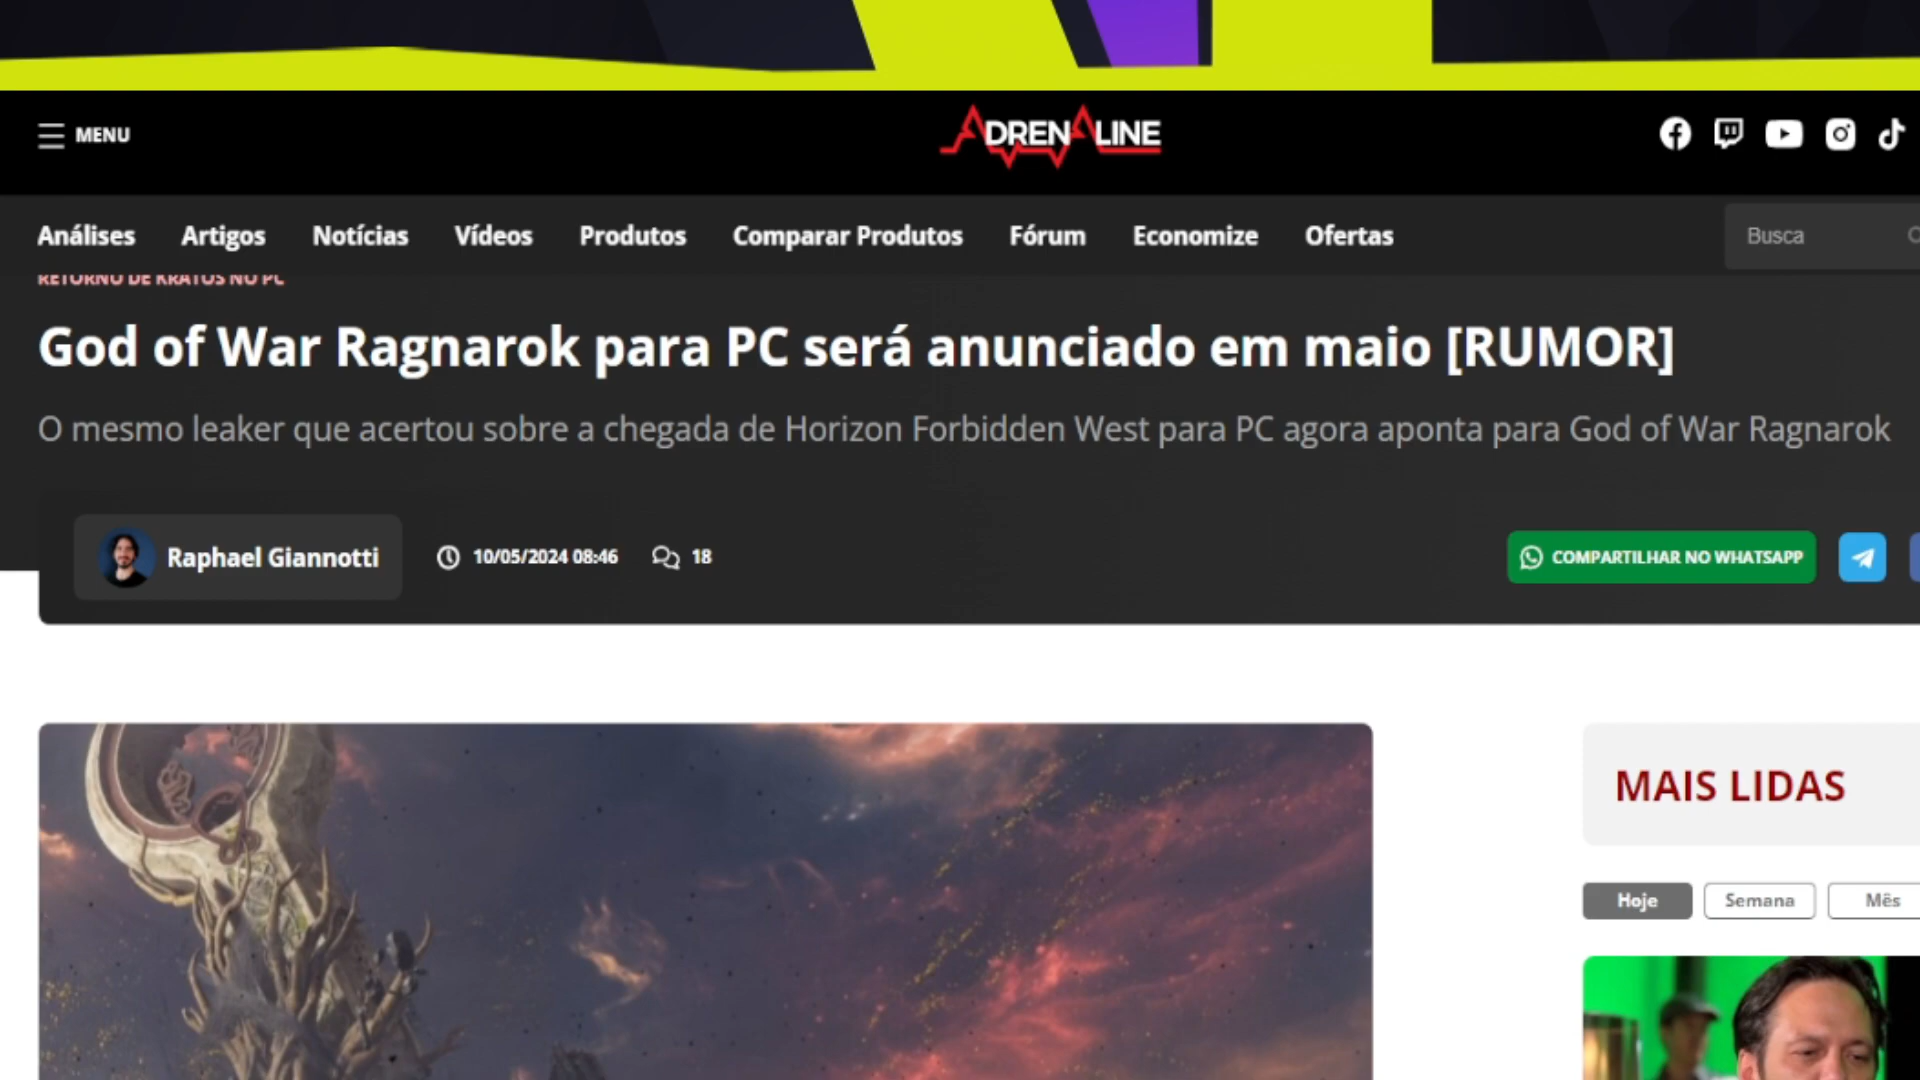 MENU
ADRENALINE
Análises Artigos Notícias Vídeos Produtos Comparar Produtos Fórum Economize Ofertas Busca
RETORNO DE KRATOS NO PC
God of War Ragnarok para PC será anunciado em maio [RUMOR]
O mesmo leaker que acertou sobre a chegada de Horizon Forbidden West para PC agora aponta para God of War Ragnarok
Raphael Giannotti 10/05/2024 08:46 18 COMPARTILHAR NO WHATSAPP
MAIS LIDAS
Hoje Semana Mês